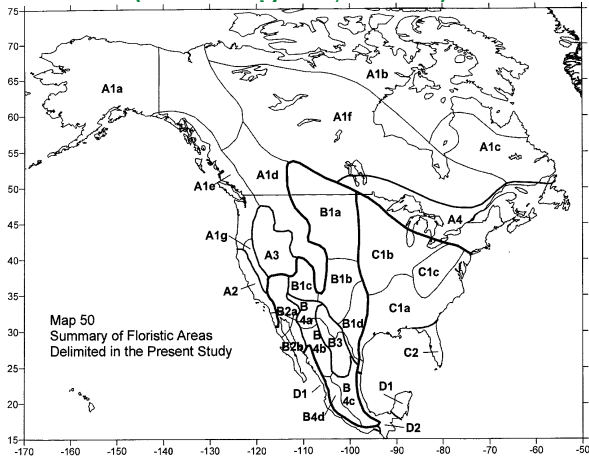 75
70
65
60
55
50
45
40
35
30
25
20
15
A1a
A1b
A1f
A1c
A1d
A1e
B1a
A4
A1g
A3
C1b
C1c
B1c
B1b
A2
B2a
B
4a
C1a
B1d
Map 50
Summary of Floristic Areas
Delimited in the Present Study
B2b
B
4b
B3
C2
D1
B
4c
D1
B4d
D2
-170 -160 -150 -140 -130 -120 -110 -100 -90 -80 -70 -60 -50